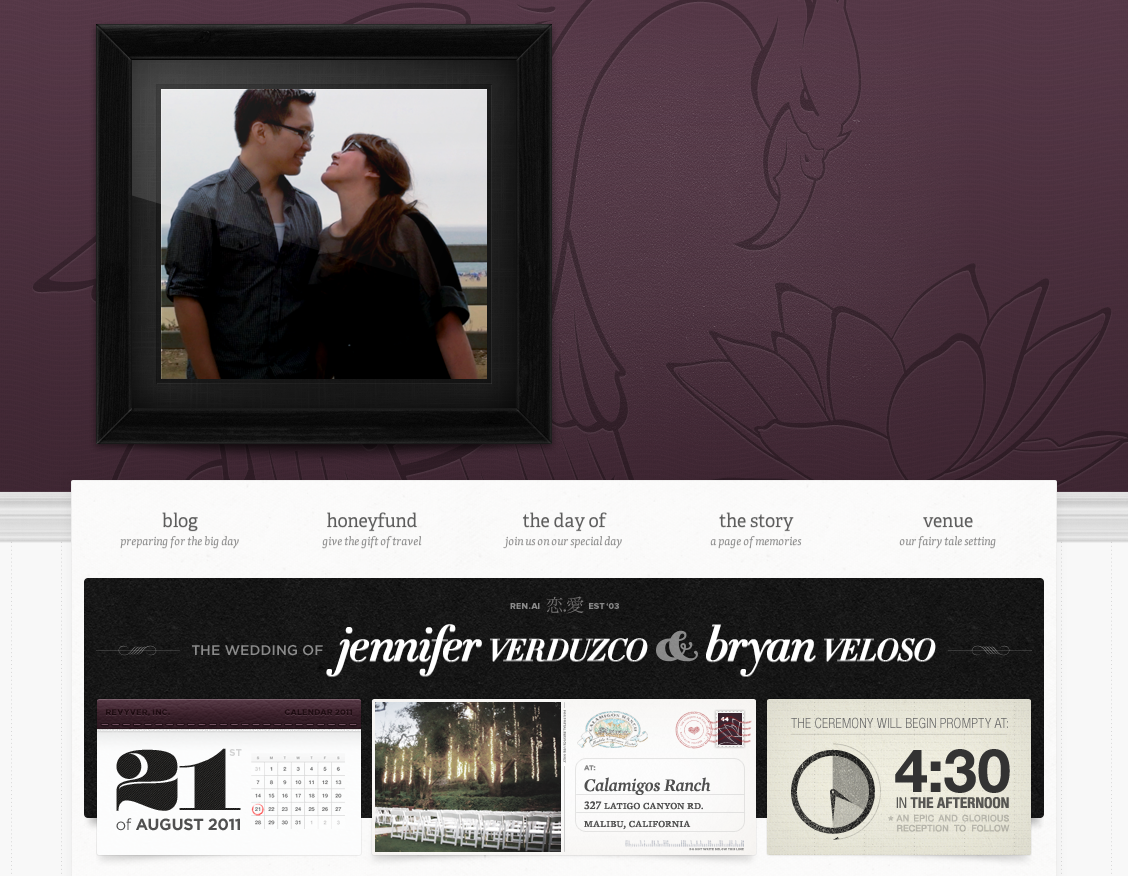 blog
preparing for the big day
honeyfund
give the gift of travel
the day of
join us on our special day
the story
a page of memories
venue
our fairy tale setting
REN.AI 恋愛 EST '03
THE WEDDING OF jennifer VERDUZCO & bryan VELOSO
REVYVER, INC. CALENDAR 2011
21ST
of AUGUST 2011
S M T W T F S
31 1 2 3 4 5 6
7 8 9 10 11 12 13
14 15 16 17 18 19 20
21 22 23 24 25 26 27
28 29 30 31 1 2 3
CALAMIGOS RANCH
44
AT:
Calamigos Ranch
327 LATIGO CANYON RD.
MALIBU, CALIFORNIA
THE CEREMONY WILL BEGIN PROMPTY AT:
4:30
IN THE AFTERNOON
* AN EPIC AND GLORIOUS
RECEPTION TO FOLLOW